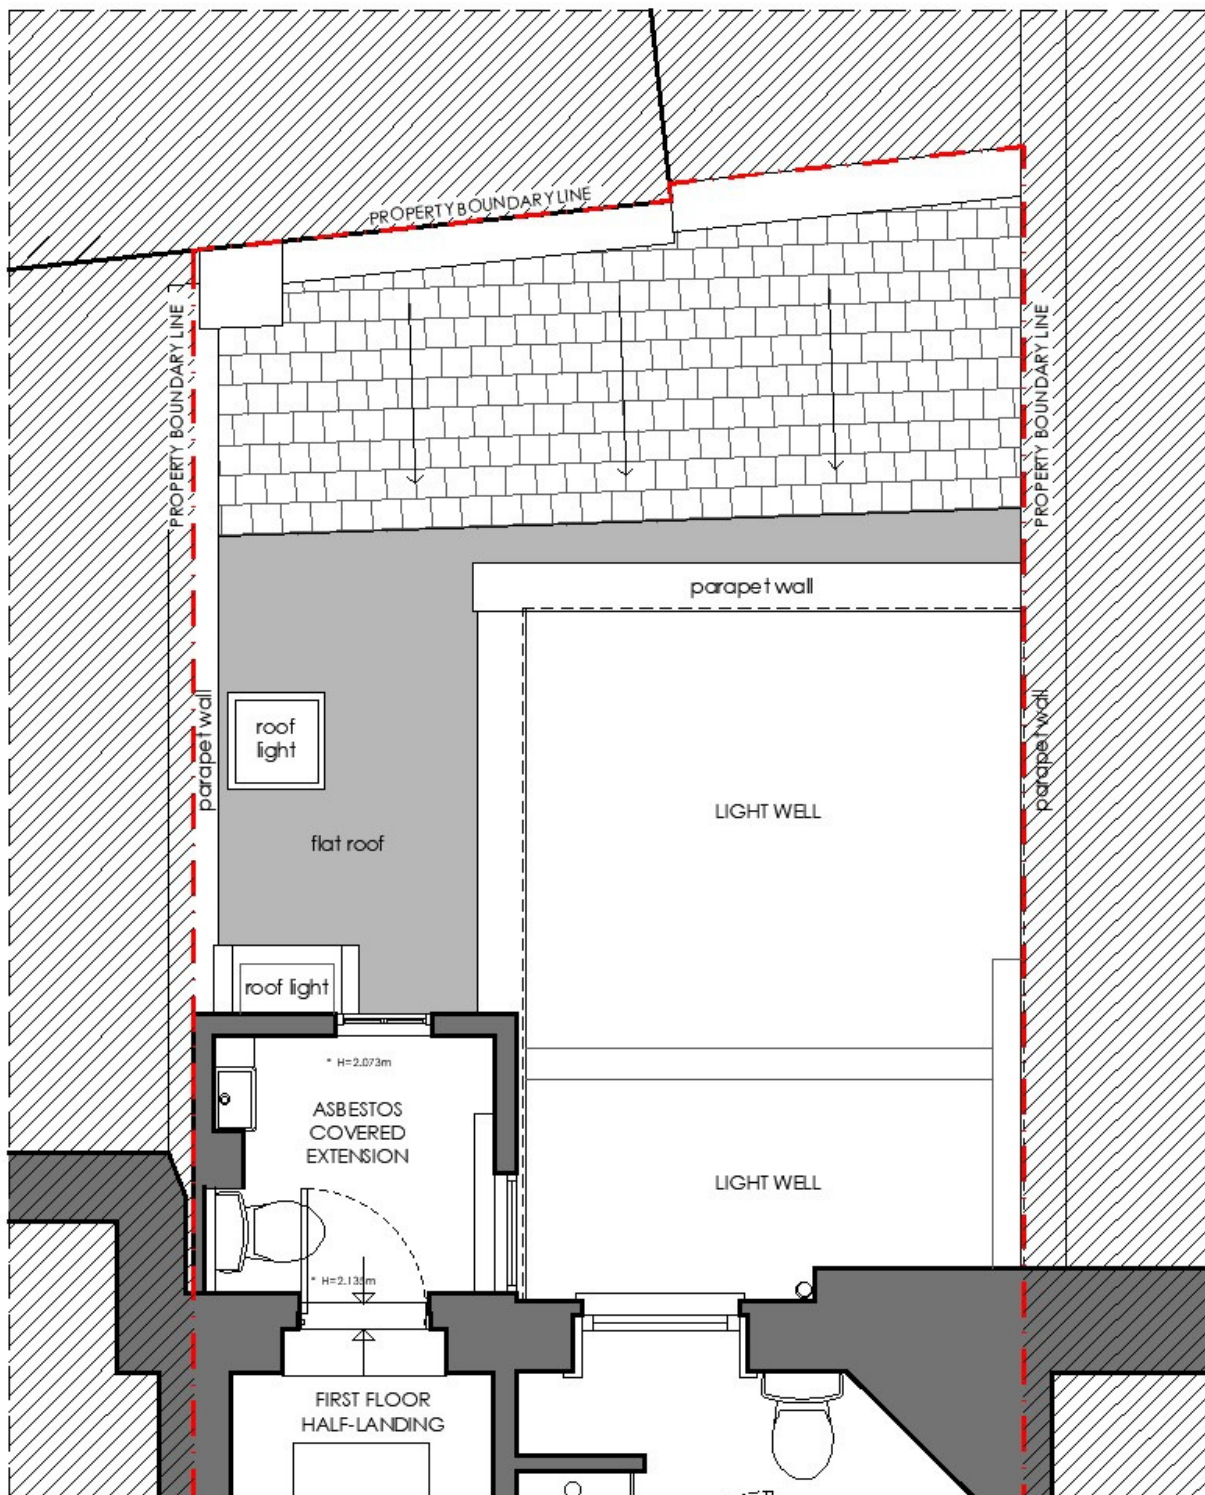 PROPERTY BOUNDARY LINE
PROPERTY BOUNDARY LINE
PROPERTY BOUNDARY LINE
parapet wall
parapet wall
parapet wall
roof
light
LIGHT WELL
flat roof
roof light
* H=2.073m
ASBESTOS
COVERED
EXTENSION
LIGHT WELL
* H=2.135m
FIRST FLOOR
HALF-LANDING